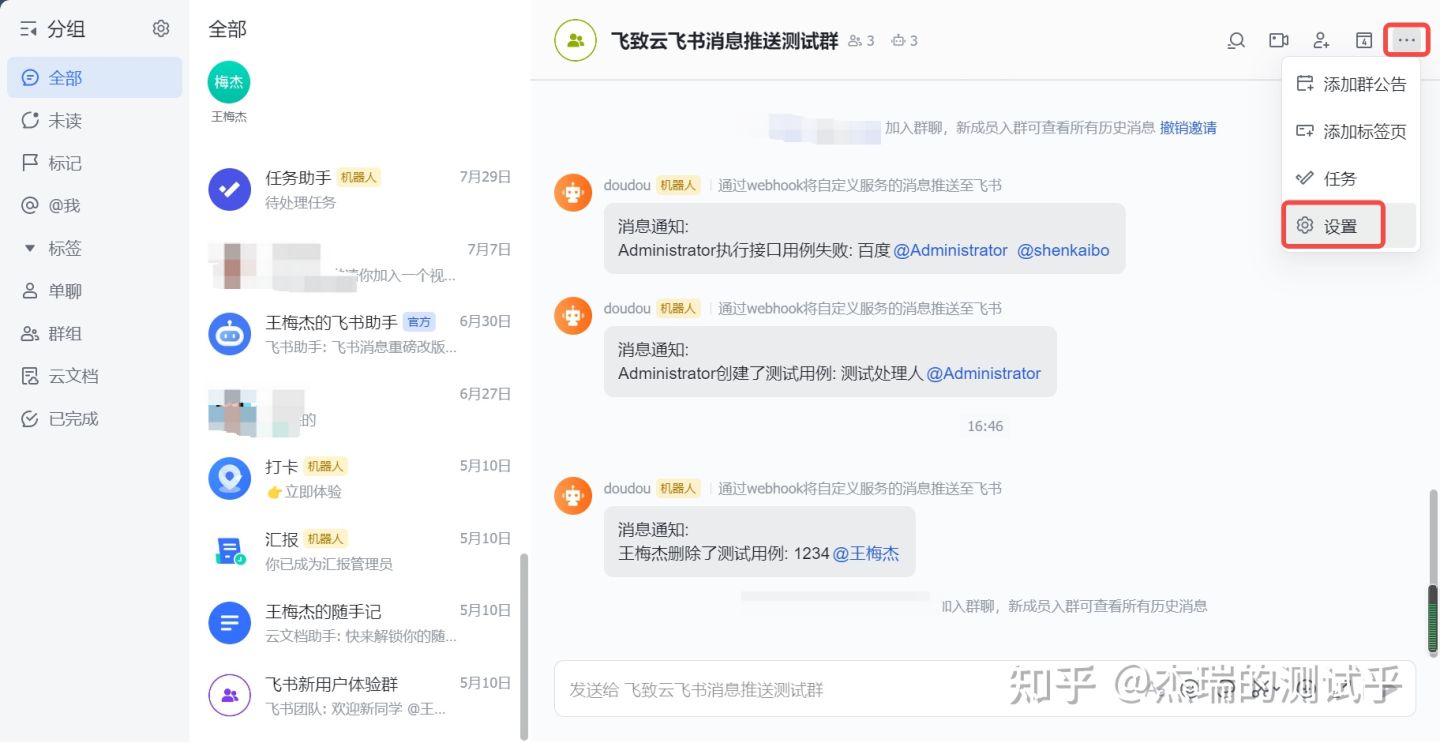 分组
全部
未读
标记
@我
标签
单聊
群组
云文档
已完成
全部
梅杰
王梅杰
任务助手 机器人 7月29日
待处理任务
7月7日
你加入一个视...
王梅杰的飞书助手 官方 6月30日
飞书助手: 飞书消息重磅改版...
6月27日
的
打卡 机器人 5月10日
👉立即体验
汇报 机器人 5月10日
你已成为汇报管理员
王梅杰的随手记 5月10日
云文档助手: 快来解锁你的随...
飞书新用户体验群 5月10日
飞书团队: 欢迎新同学 @王...
飞致云飞书消息推送测试群 3 3
4
添加群公告
添加标签页
任务
设置
加入群聊，新成员入群可查看所有历史消息 撤销邀请
doudou 机器人 | 通过webhook将自定义服务的消息推送至飞书
消息通知:
Administrator执行接口用例失败: 百度 @Administrator @shenkaibo
doudou 机器人 | 通过webhook将自定义服务的消息推送至飞书
消息通知:
Administrator创建了测试用例: 测试处理人 @Administrator
16:46
doudou 机器人 | 通过webhook将自定义服务的消息推送至飞书
消息通知:
王梅杰删除了测试用例: 1234 @王梅杰
加入群聊，新成员入群可查看所有历史消息
发送给 飞致云飞书消息推送测试群
知乎 @杰瑞的测试乎